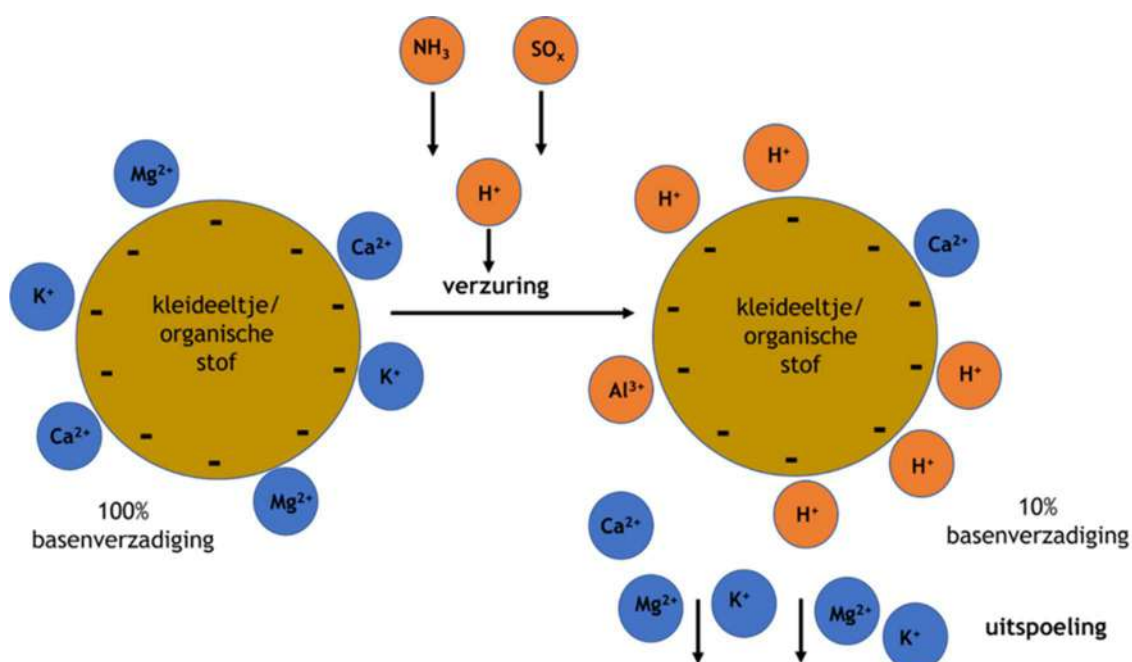 NH₃
SOₓ
H⁺
verzuring
Mg²⁺
Ca²⁺
K⁺
K⁺
Ca²⁺
Mg²⁺
- - - - - - - - - -
kleideeltje/
organische
stof
100%
basenverzadiging
H⁺
H⁺
Ca²⁺
Al³⁺
H⁺
H⁺
H⁺
- - - - - - - - - -
kleideeltje/
organische
stof
10%
basenverzadiging
Ca²⁺
Mg²⁺
K⁺
Mg²⁺
K⁺
uitspoeling